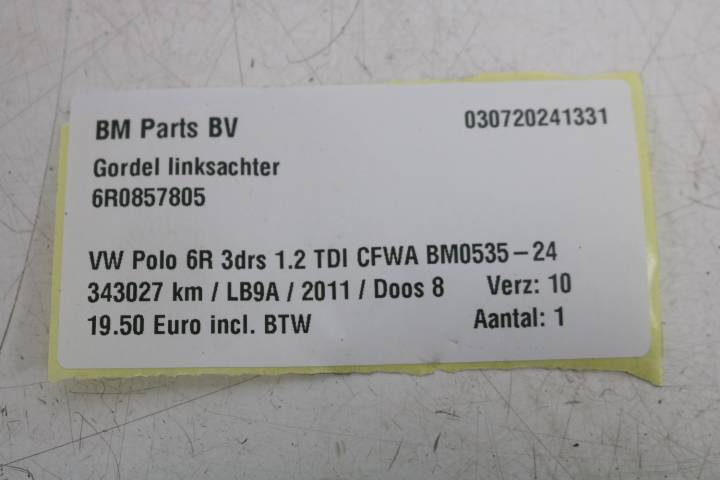 BM Parts BV 030720241331
Gordel linksachter
6R0857805
VW Polo 6R 3drs 1.2 TDI CFWA BM0535-24
343027 km / LB9A / 2011 / Doos 8 Verz: 10
19.50 Euro incl. BTW Aantal: 1